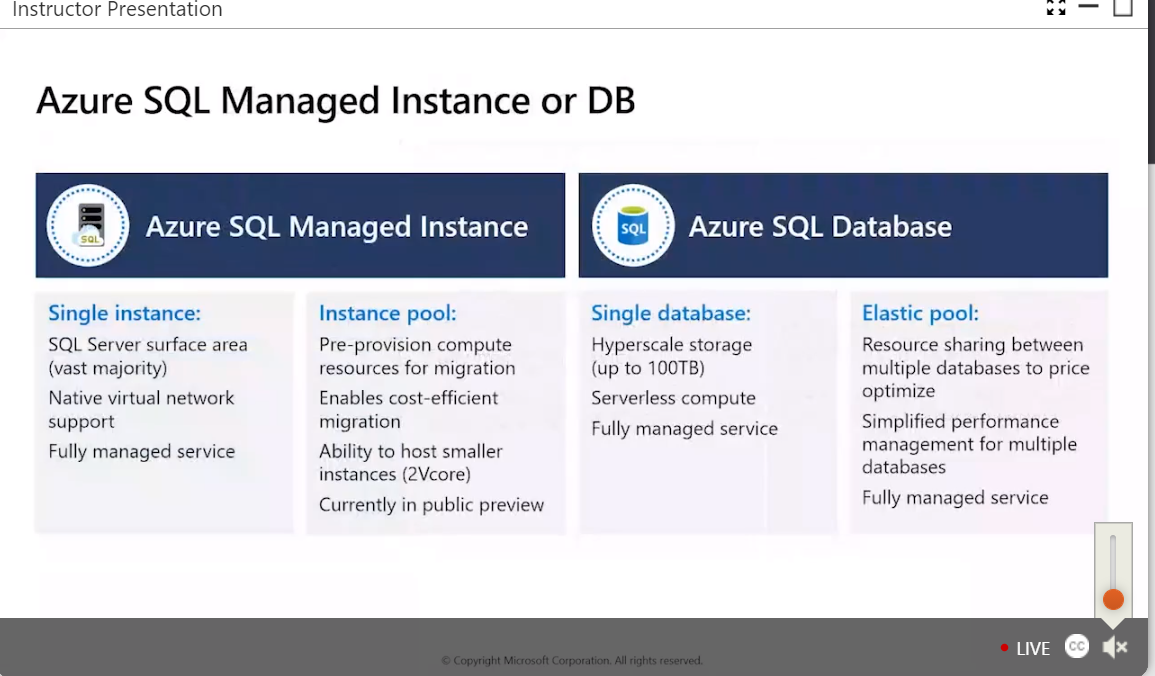 Instructor Presentation
Azure SQL Managed Instance or DB
SQL
Azure SQL Managed Instance
SQL
Azure SQL Database
Single instance:
SQL Server surface area
(vast majority)
Native virtual network
support
Fully managed service
Instance pool:
Pre-provision compute
resources for migration
Enables cost-efficient
migration
Ability to host smaller
instances (2Vcore)
Currently in public preview
Single database:
Hyperscale storage
(up to 100TB)
Serverless compute
Fully managed service
Elastic pool:
Resource sharing between
multiple databases to price
optimize
Simplified performance
management for multiple
databases
Fully managed service
LIVE
CC
© Copyright Microsoft Corporation. All rights reserved.